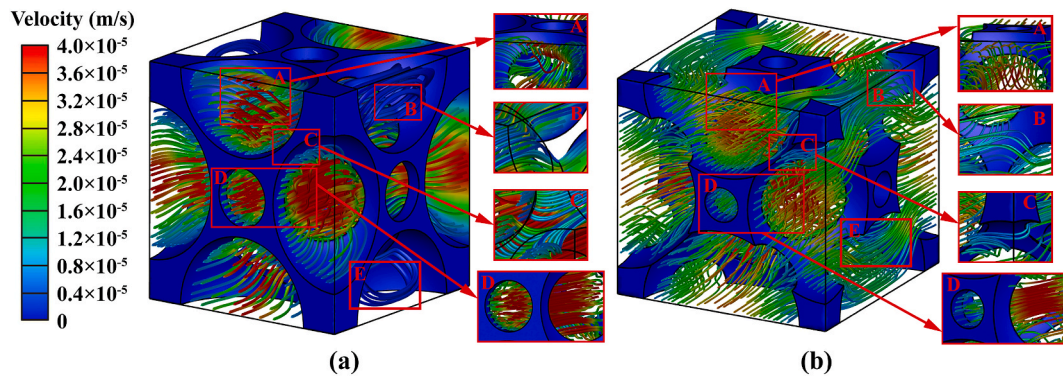 Velocity (m/s)
4.0×10⁻⁵
3.6×10⁻⁵
3.2×10⁻⁵
2.8×10⁻⁵
2.4×10⁻⁵
2.0×10⁻⁵
1.6×10⁻⁵
1.2×10⁻⁵
0.8×10⁻⁵
0.4×10⁻⁵
0
A
B
C
D
E
A
B
C
D
(a)
A
B
C
D
E
A
B
C
D
(b)